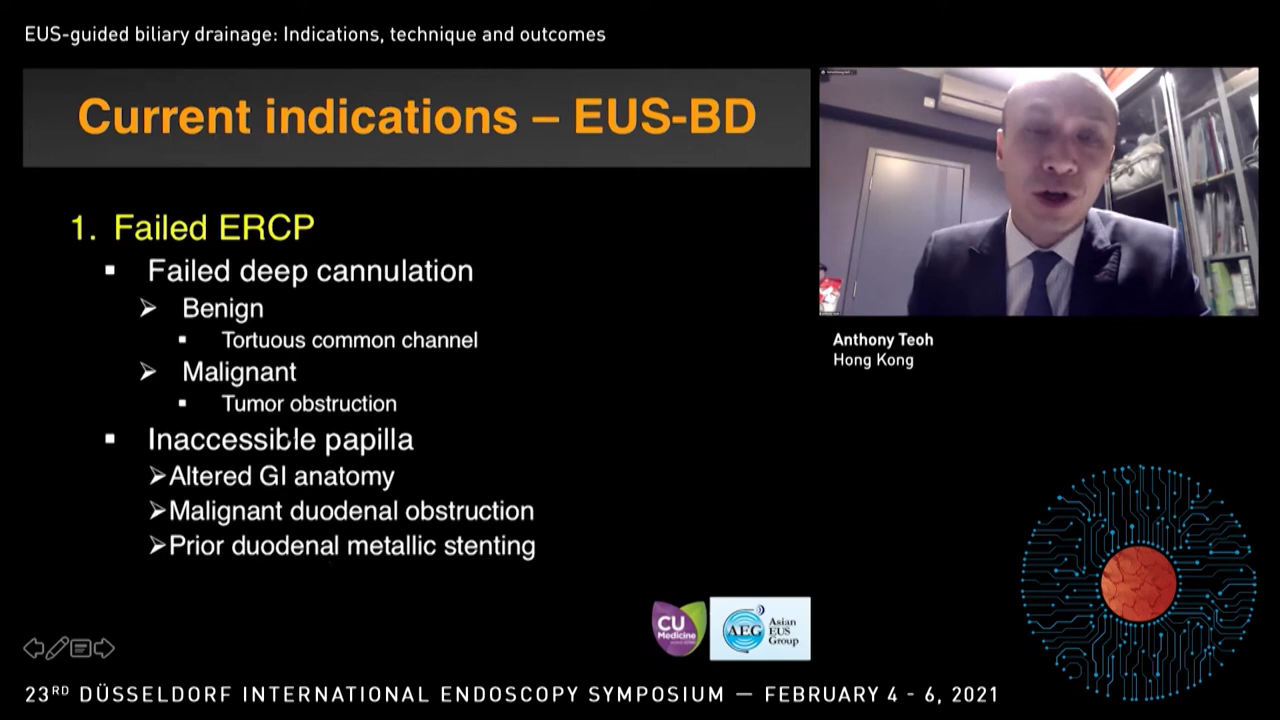 EUS-guided biliary drainage: Indications, technique and outcomes
Current indications – EUS-BD
1. Failed ERCP
▪ Failed deep cannulation
➢ Benign
▪ Tortuous common channel
➢ Malignant
▪ Tumor obstruction
▪ Inaccessible papilla
➢Altered GI anatomy
➢Malignant duodenal obstruction
➢Prior duodenal metallic stenting
Anthony Teoh
Hong Kong
CU
Medicine
AEG
Asian
EUS
Group
23RD DÜSSELDORF INTERNATIONAL ENDOSCOPY SYMPOSIUM — FEBRUARY 4 - 6, 2021